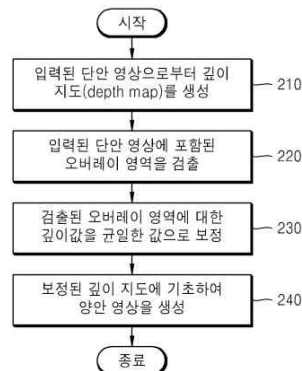 시작
입력된 단안 영상으로부터 깊이
지도(depth map)를 생성
210
입력된 단안 영상에 포함된
오버레이 영역을 검출
220
검출된 오버레이 영역에 대한
깊이값을 균일한 값으로 보정
230
보정된 깊이 지도에 기초하여
양안 영상을 생성
240
종료